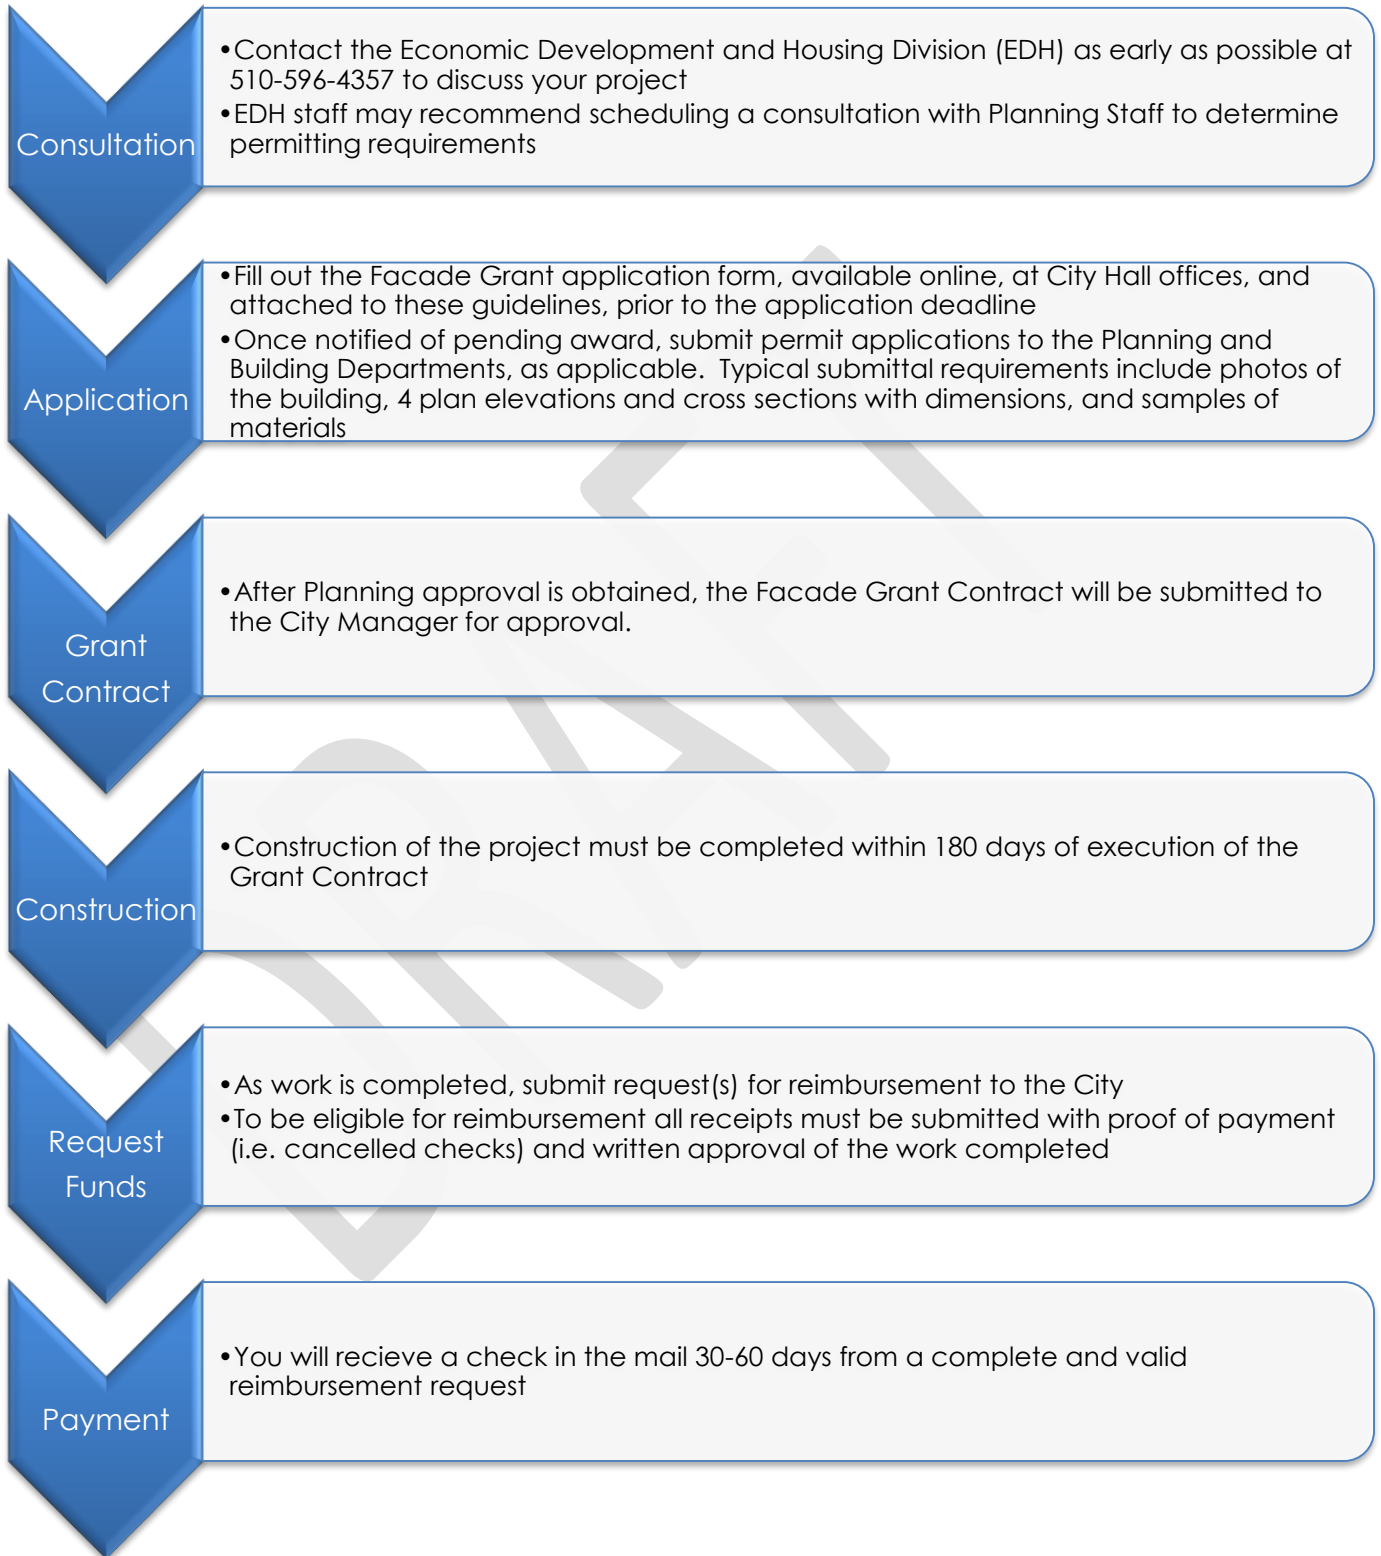 Consultation
•Contact the Economic Development and Housing Division (EDH) as early as possible at
510-596-4357 to discuss your project
•EDH staff may recommend scheduling a consultation with Planning Staff to determine
permitting requirements
Application
•Fill out the Facade Grant application form, available online, at City Hall offices, and
attached to these guidelines, prior to the application deadline
•Once notified of pending award, submit permit applications to the Planning and
Building Departments, as applicable.  Typical submittal requirements include photos of
the building, 4 plan elevations and cross sections with dimensions, and samples of
materials
Grant
Contract
•After Planning approval is obtained, the Facade Grant Contract will be submitted to
the City Manager for approval.
Construction
•Construction of the project must be completed within 180 days of execution of the
Grant Contract
Request
Funds
•As work is completed, submit request(s) for reimbursement to the City
•To be eligible for reimbursement all receipts must be submitted with proof of payment
(i.e. cancelled checks) and written approval of the work completed
Payment
•You will recieve a check in the mail 30-60 days from a complete and valid
reimbursement request
DRAFT